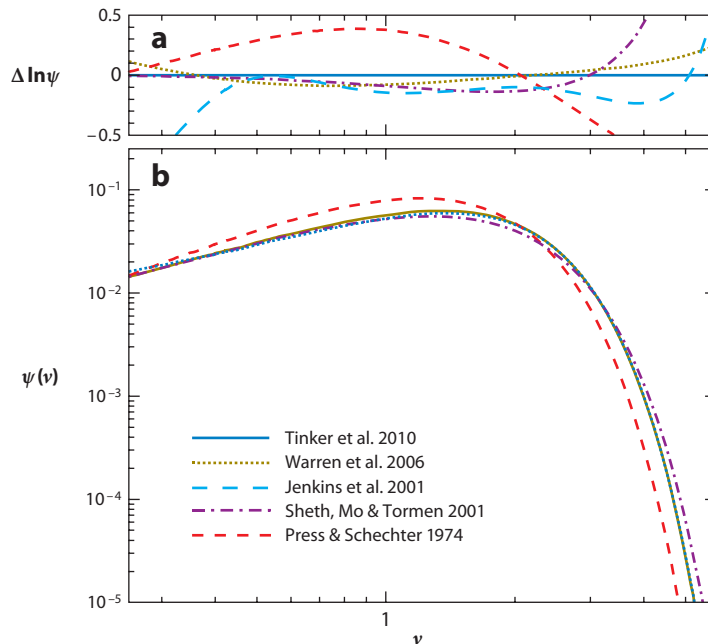 a
0.5
0
−0.5
Δ lnψ
b
10⁻¹
10⁻²
10⁻³
10⁻⁴
10⁻⁵
ψ(ν)
Tinker et al. 2010
Warren et al. 2006
Jenkins et al. 2001
Sheth, Mo & Tormen 2001
Press & Schechter 1974
1
ν